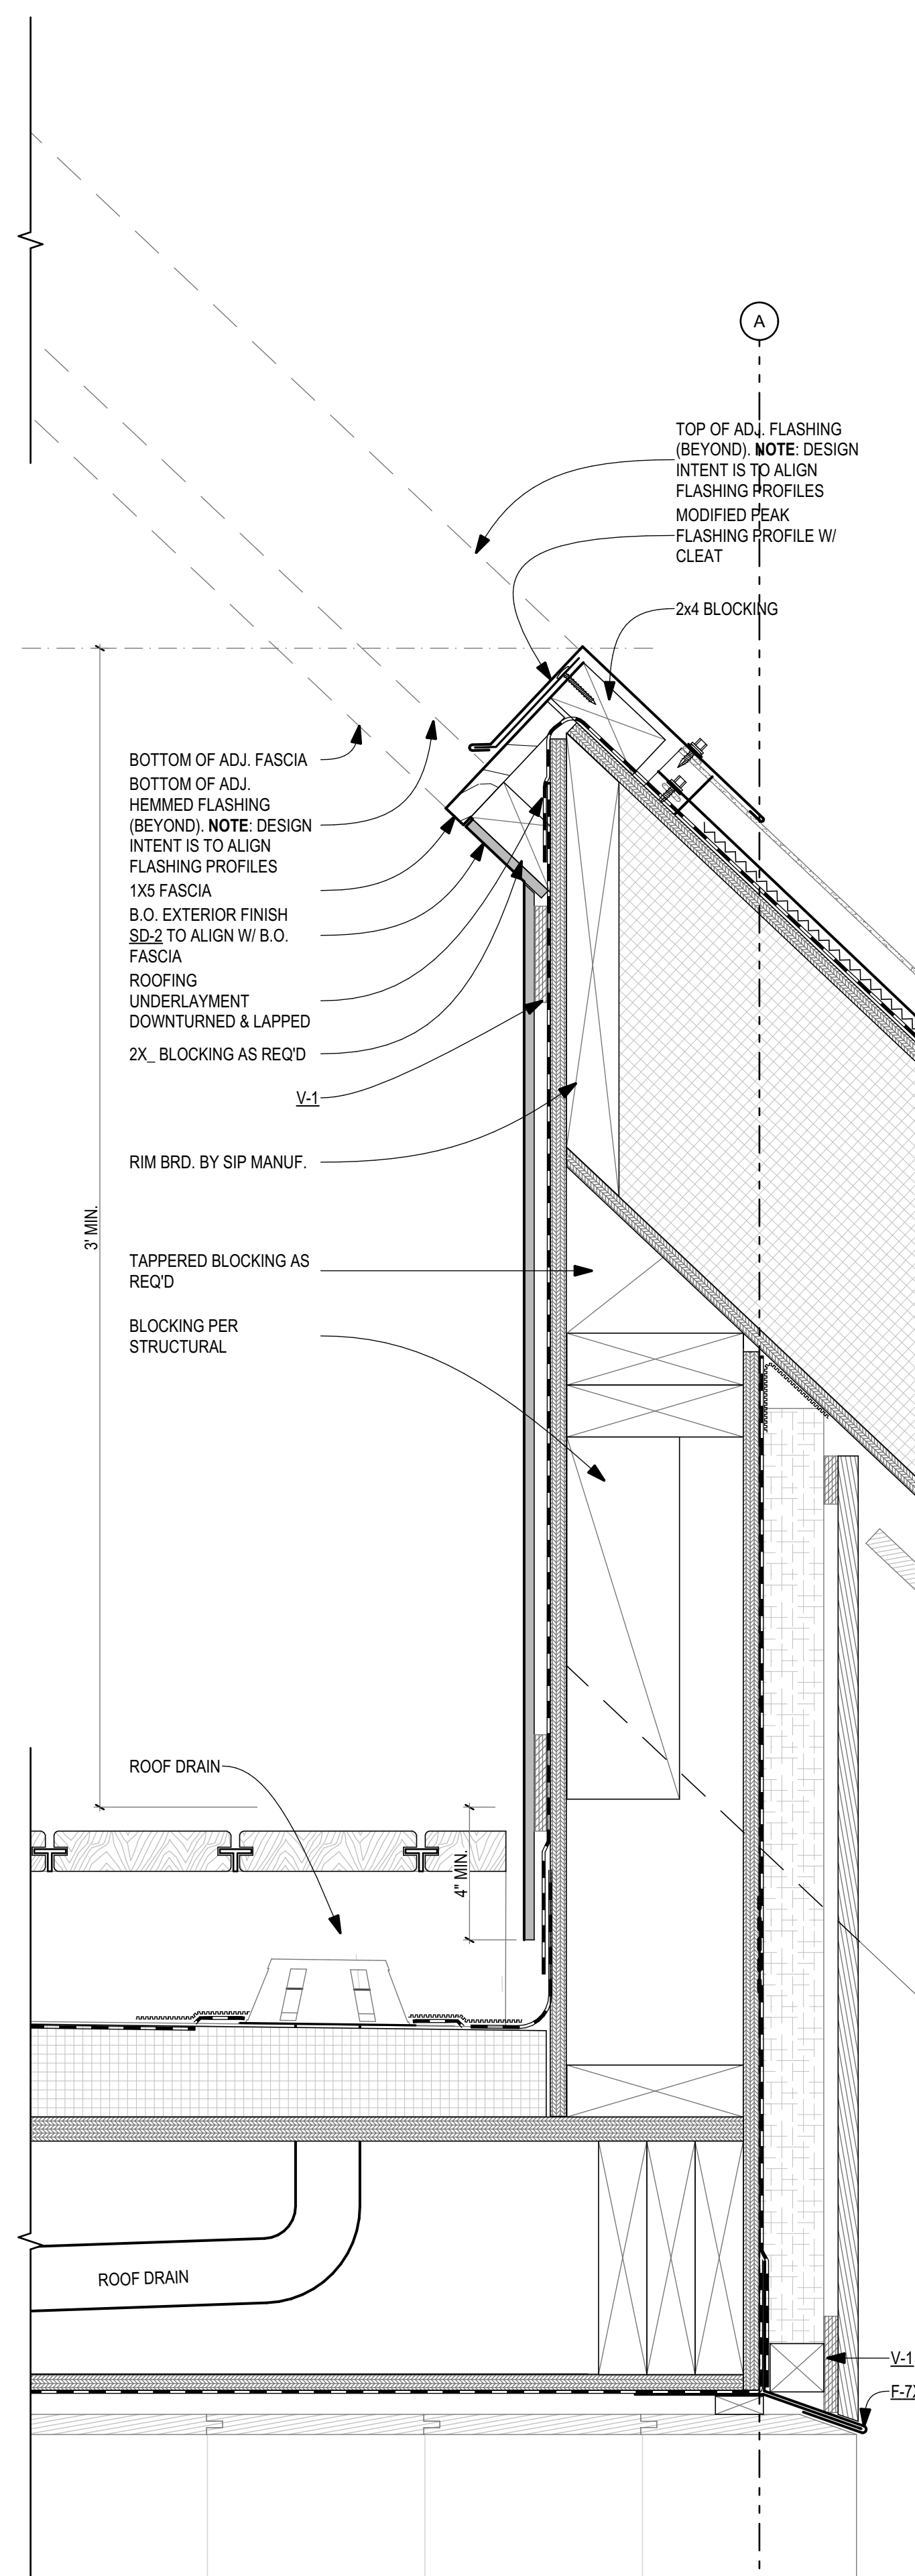 A
TOP OF ADJ. FLASHING
(BEYOND). NOTE: DESIGN
INTENT IS TO ALIGN
FLASHING PROFILES
MODIFIED PEAK
FLASHING PROFILE W/
CLEAT
2x4 BLOCKING
BOTTOM OF ADJ. FASCIA
BOTTOM OF ADJ.
HEMMED FLASHING
(BEYOND). NOTE: DESIGN
INTENT IS TO ALIGN
FLASHING PROFILES
1X5 FASCIA
B.O. EXTERIOR FINISH
SD-2 TO ALIGN W/ B.O.
FASCIA
ROOFING
UNDERLAYMENT
DOWNTURNED & LAPPED
2X_ BLOCKING AS REQ'D
V-1
RIM BRD. BY SIP MANUF.
3' MIN.
TAPPERED BLOCKING AS
REQ'D
BLOCKING PER
STRUCTURAL
ROOF DRAIN
4" MIN.
ROOF DRAIN
V-1